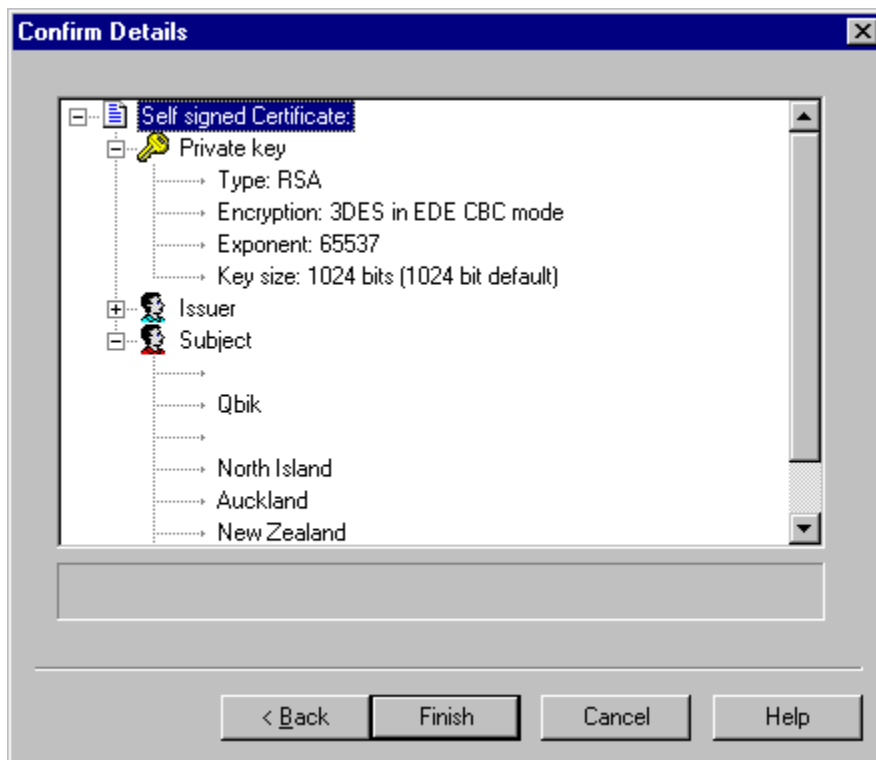 Confirm Details
Self signed Certificate:
Private key
Type: RSA
Encryption: 3DES in EDE CBC mode
Exponent: 65537
Key size: 1024 bits (1024 bit default)
Issuer
Subject
Qbik
North Island
Auckland
New Zealand
< Back Finish Cancel Help